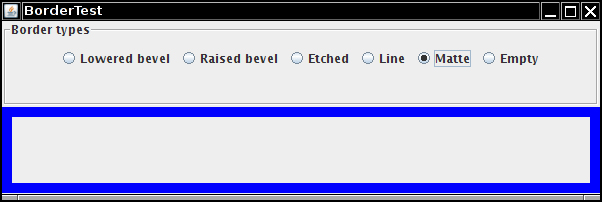 BorderTest
Border types
Lowered bevel Raised bevel Etched Line Matte Empty